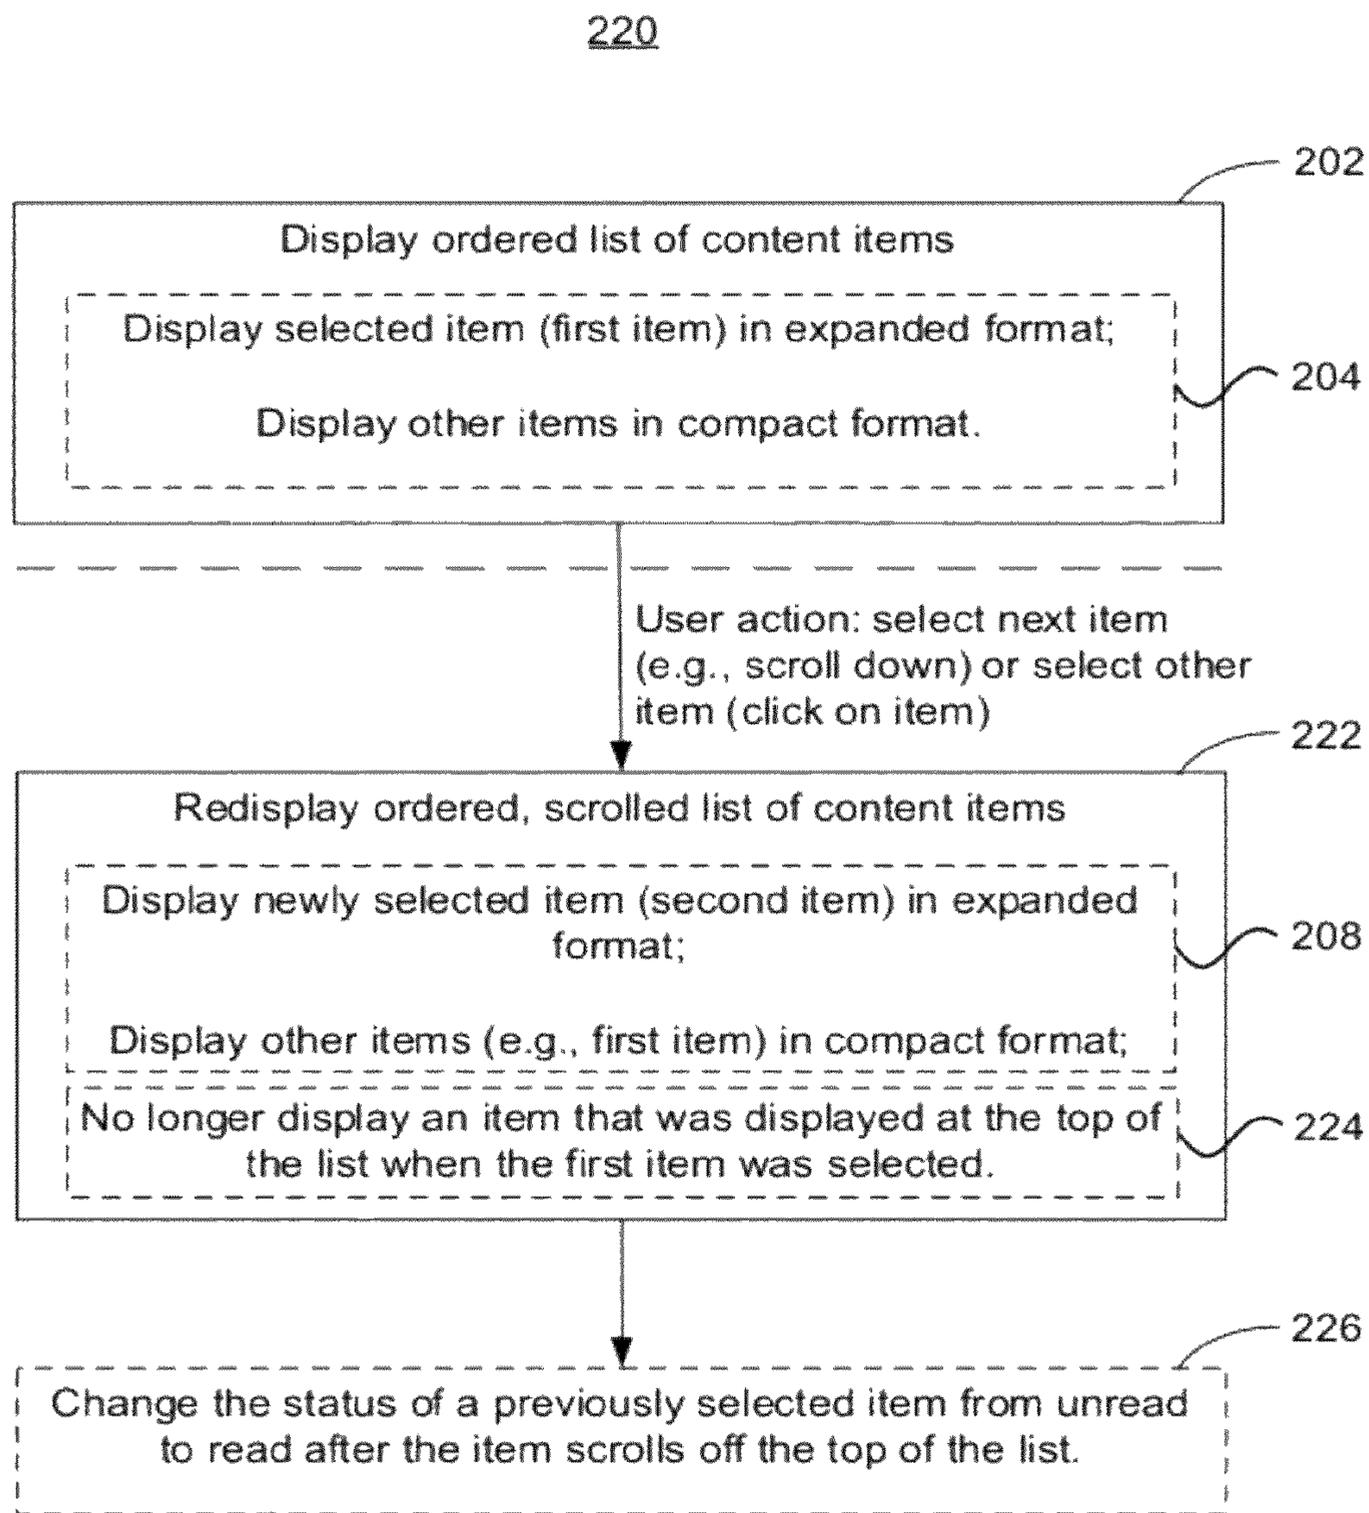 220
202
Display ordered list of content items
Display selected item (first item) in expanded format;
204
Display other items in compact format.
User action: select next item
(e.g., scroll down) or select other
item (click on item)
222
Redisplay ordered, scrolled list of content items
Display newly selected item (second item) in expanded
format;
208
Display other items (e.g., first item) in compact format;
No longer display an item that was displayed at the top of
the list when the first item was selected.
224
226
Change the status of a previously selected item from unread
to read after the item scrolls off the top of the list.